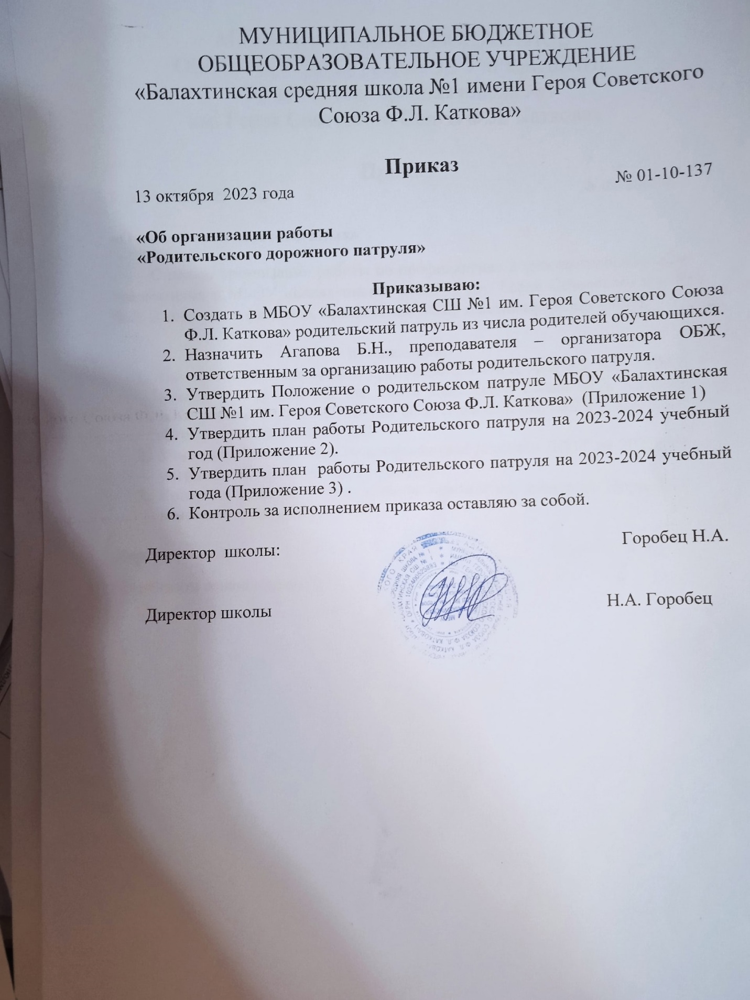 МУНИЦИПАЛЬНОЕ БЮДЖЕТНОЕ
ОБЩЕОБРАЗОВАТЕЛЬНОЕ УЧРЕЖДЕНИЕ
«Балахтинская средняя школа №1 имени Героя Советского
Союза Ф.Л. Каткова»
Приказ
13 октября 2023 года
№ 01-10-137
«Об организации работы
«Родительского дорожного патруля»
Приказываю:
1. Создать в МБОУ «Балахтинская СШ №1 им. Героя Советского Союза
Ф.Л. Каткова» родительский патруль из числа родителей обучающихся.
2. Назначить Агапова Б.Н., преподавателя – организатора ОБЖ,
ответственным за организацию работы родительского патруля.
3. Утвердить Положение о родительском патруле МБОУ «Балахтинская
СШ №1 им. Героя Советского Союза Ф.Л. Каткова» (Приложение 1)
4. Утвердить план работы Родительского патруля на 2023-2024 учебный
год (Приложение 2).
5. Утвердить план работы Родительского патруля на 2023-2024 учебный
года (Приложение 3) .
6. Контроль за исполнением приказа оставляю за собой.
Директор школы:
Горобец Н.А.
Директор школы
Н.А. Горобец